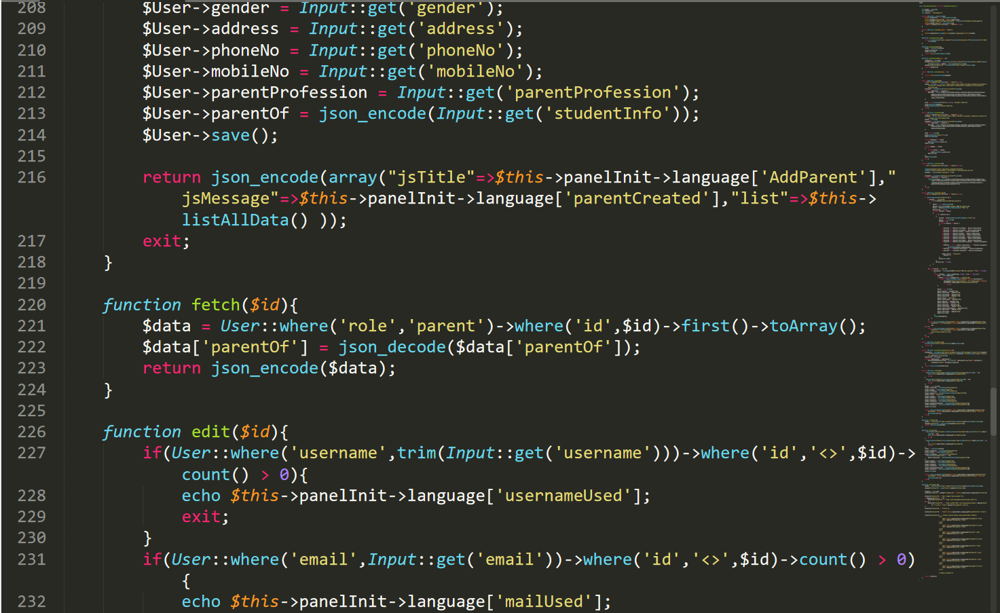 208 $User->gender = Input::get('gender');
209 $User->address = Input::get('address');
210 $User->phoneNo = Input::get('phoneNo');
211 $User->mobileNo = Input::get('mobileNo');
212 $User->parentProfession = Input::get('parentProfession');
213 $User->parentOf = json_encode(Input::get('studentInfo'));
214 $User->save();
215
216 return json_encode(array("jsTitle"=>$this->panelInit->language['AddParent'],"
jsMessage"=>$this->panelInit->language['parentCreated'],"list"=>$this->
listAllData() ));
217 exit;
218 }
219
220 function fetch($id){
221 $data = User::where('role','parent')->where('id',$id)->first()->toArray();
222 $data['parentOf'] = json_decode($data['parentOf']);
223 return json_encode($data);
224 }
225
226 function edit($id){
227 if(User::where('username',trim(Input::get('username')))->where('id','<>',$id)->
count() > 0){
228 echo $this->panelInit->language['usernameUsed'];
229 exit;
230 }
231 if(User::where('email',Input::get('email'))->where('id','<>',$id)->count() > 0)
{
232 echo $this->panelInit->language['mailUsed'];